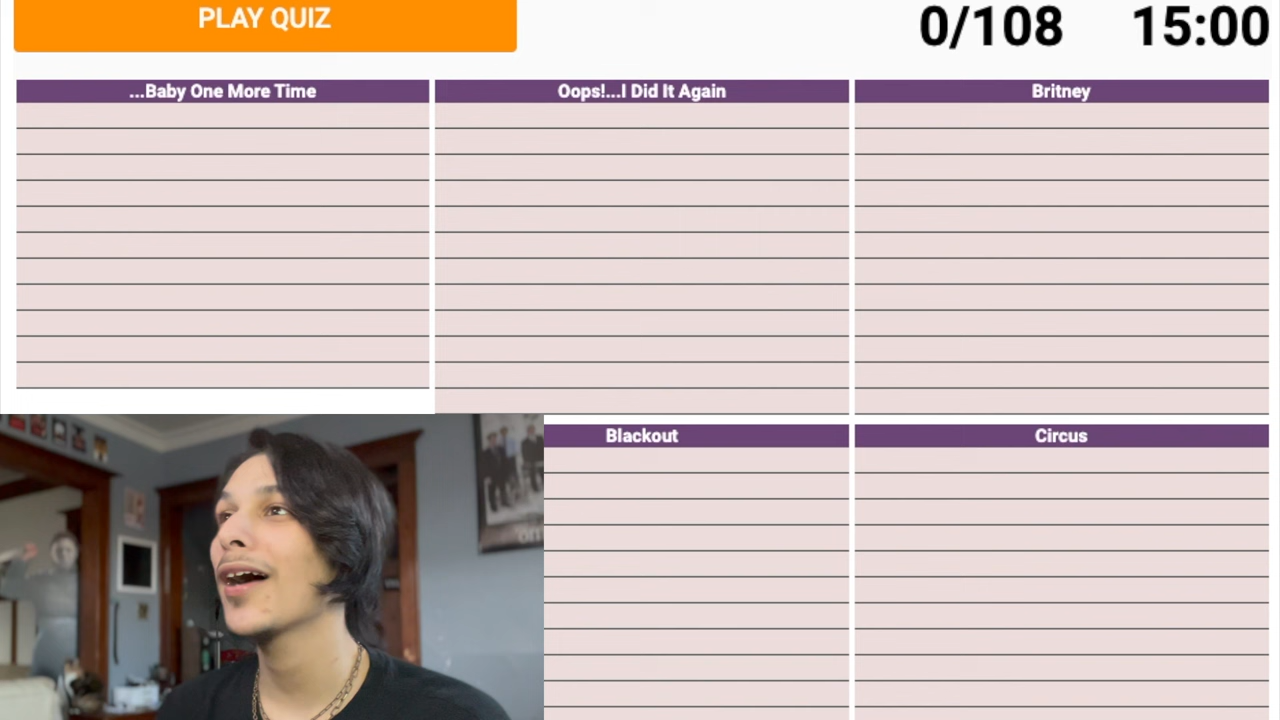 PLAY QUIZ
0/108 15:00
...Baby One More Time
Oops!...I Did It Again
Britney
Blackout
Circus